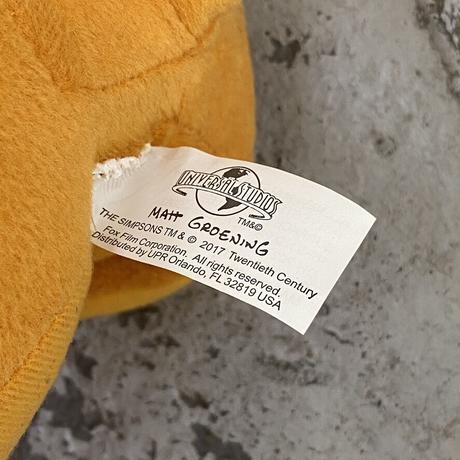 UNIVERSAL STUDIOS
TM&©
MATT GROENING
THE SIMPSONS TM & © 2017 Twentieth Century
Fox Film Corporation. All rights reserved.
Distributed by UPR Orlando, FL 32819 USA